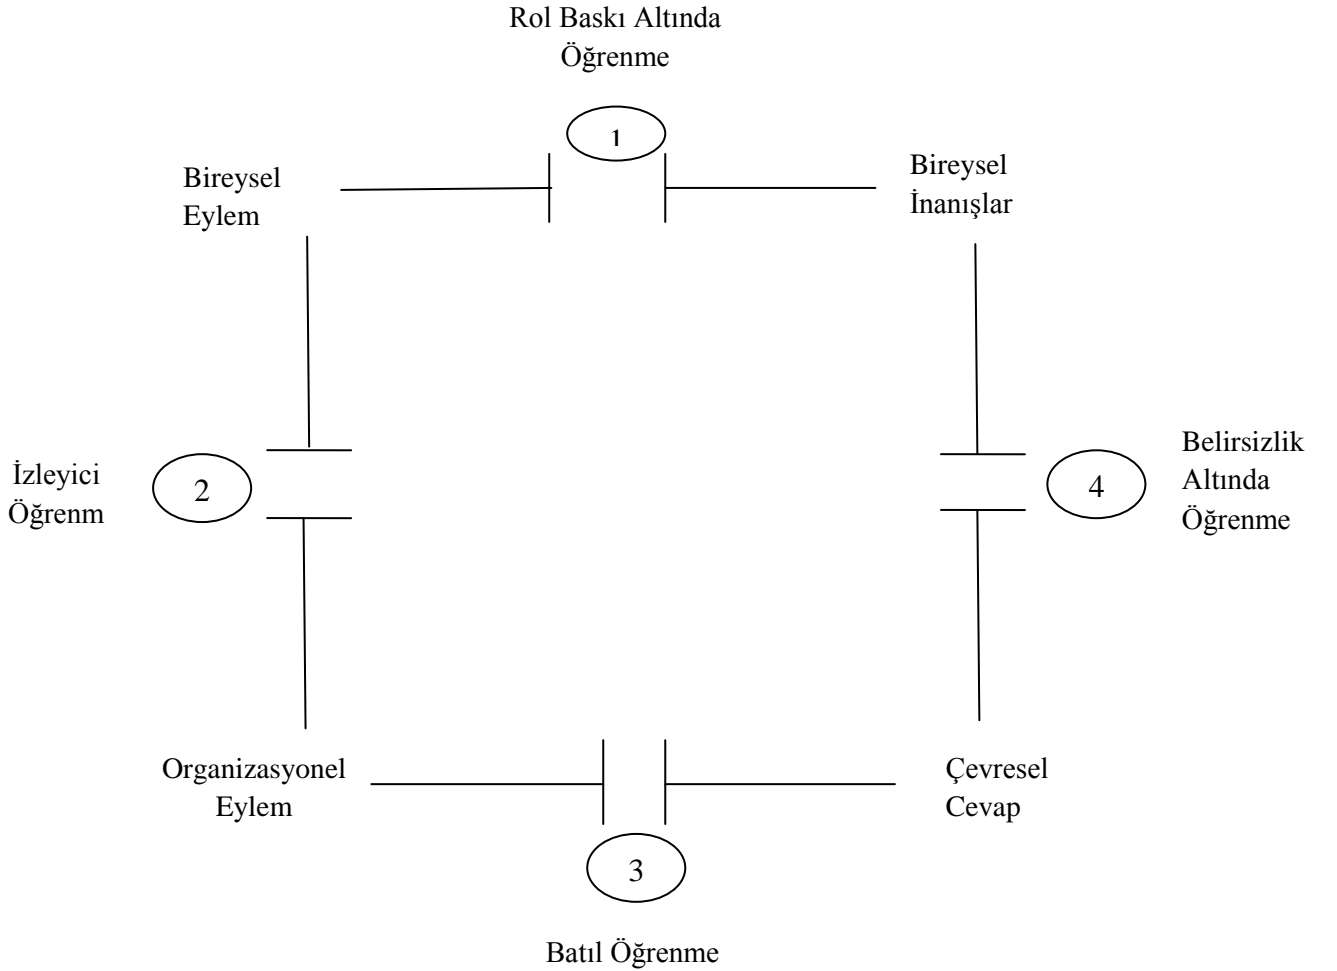 Rol Baskı Altında
Öğrenme
1
Bireysel
Eylem
Bireysel
İnanışlar
İzleyici
Öğrenm
2
4
Belirsizlik
Altında
Öğrenme
Organizasyonel
Eylem
Çevresel
Cevap
3
Batıl Öğrenme